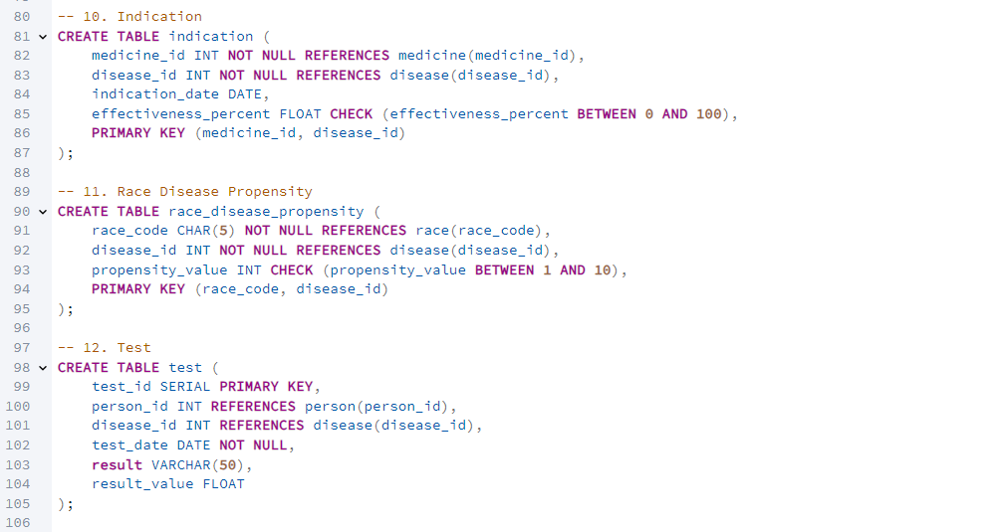 80 -- 10. Indication
81 CREATE TABLE indication (
82     medicine_id INT NOT NULL REFERENCES medicine(medicine_id),
83     disease_id INT NOT NULL REFERENCES disease(disease_id),
84     indication_date DATE,
85     effectiveness_percent FLOAT CHECK (effectiveness_percent BETWEEN 0 AND 100),
86     PRIMARY KEY (medicine_id, disease_id)
87 );
88
89 -- 11. Race Disease Propensity
90 CREATE TABLE race_disease_propensity (
91     race_code CHAR(5) NOT NULL REFERENCES race(race_code),
92     disease_id INT NOT NULL REFERENCES disease(disease_id),
93     propensity_value INT CHECK (propensity_value BETWEEN 1 AND 10),
94     PRIMARY KEY (race_code, disease_id)
95 );
96
97 -- 12. Test
98 CREATE TABLE test (
99     test_id SERIAL PRIMARY KEY,
100     person_id INT REFERENCES person(person_id),
101     disease_id INT REFERENCES disease(disease_id),
102     test_date DATE NOT NULL,
103     result VARCHAR(50),
104     result_value FLOAT
105 );
106